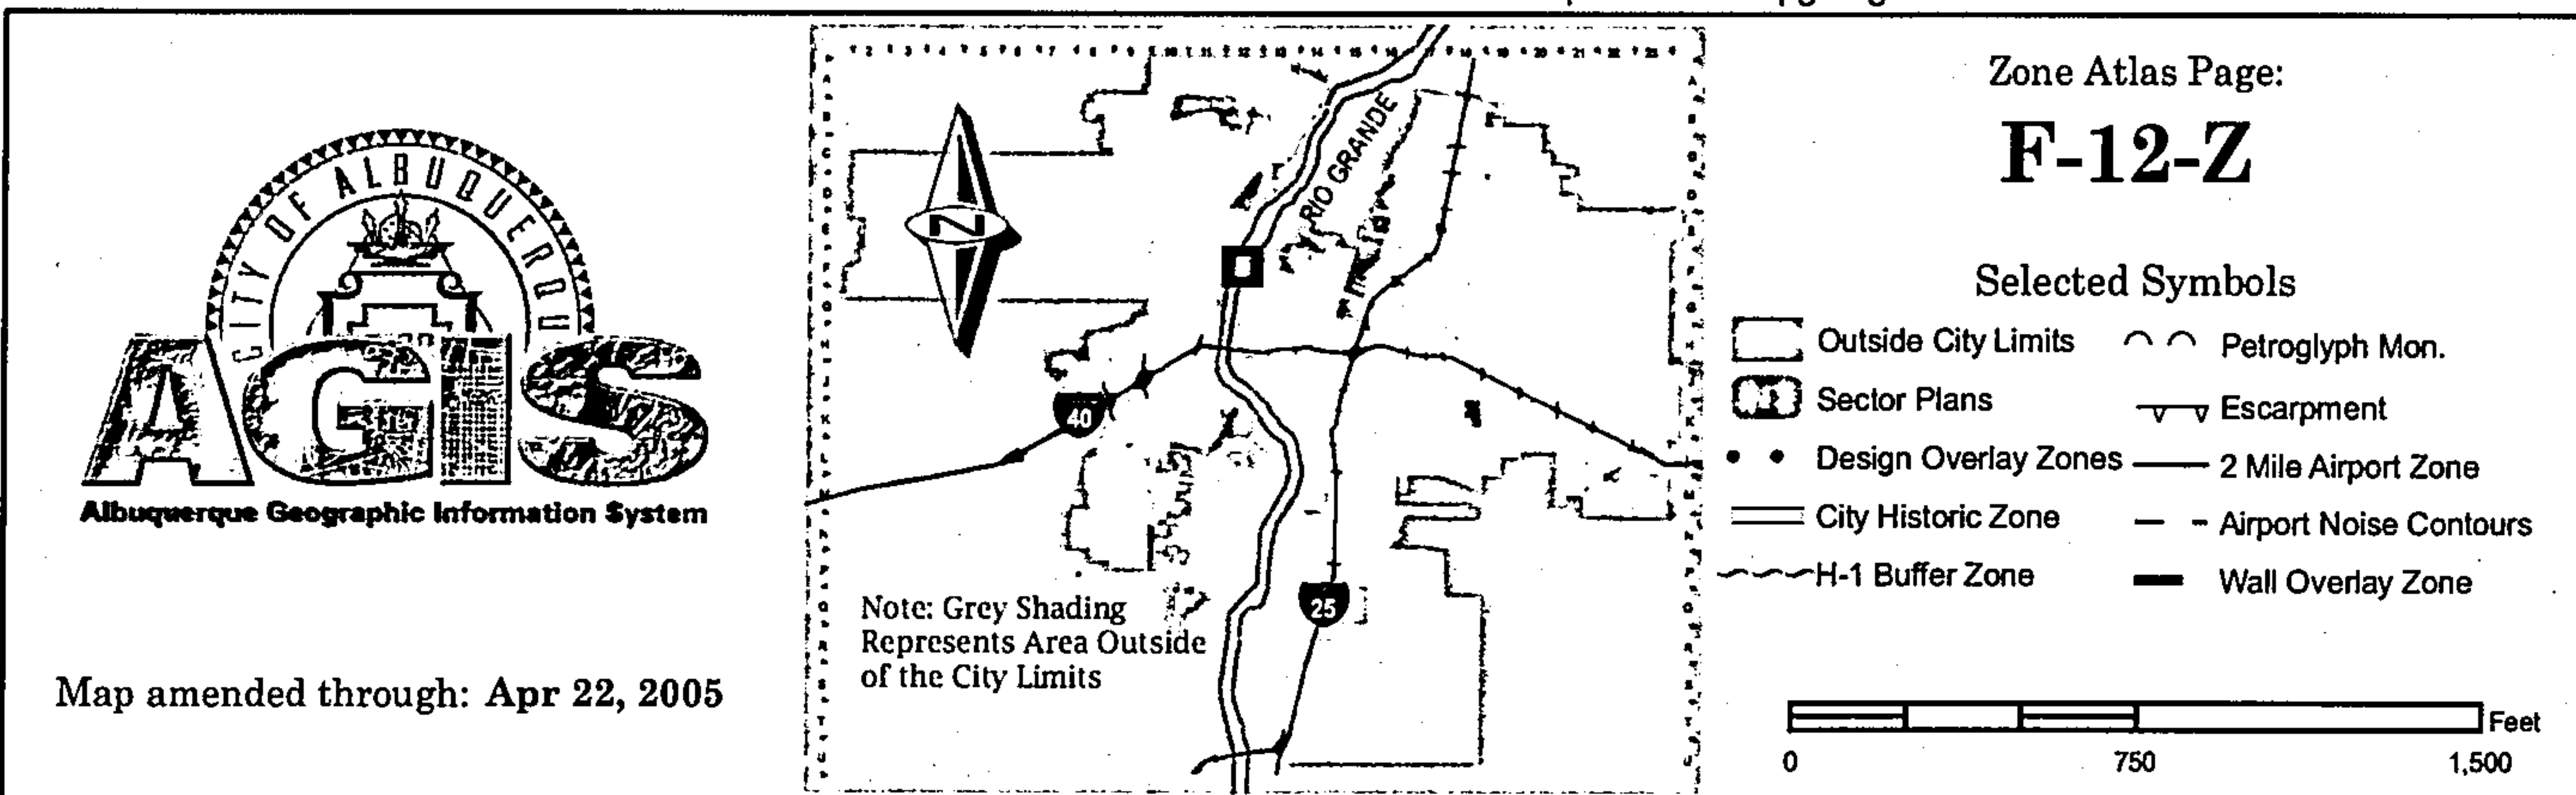 CITY OF ALBUQUERQUE
AGIS
Albuquerque Geographic Information System
Map amended through: Apr 22, 2005
RIO GRANDE
N
40
25
Note: Grey Shading
Represents Area Outside
of the City Limits
Zone Atlas Page:
F-12-Z
Selected Symbols
Outside City Limits
Sector Plans
Design Overlay Zones
City Historic Zone
H-1 Buffer Zone
Petroglyph Mon.
Escarpment
2 Mile Airport Zone
Airport Noise Contours
Wall Overlay Zone
Feet
0 750 1,500